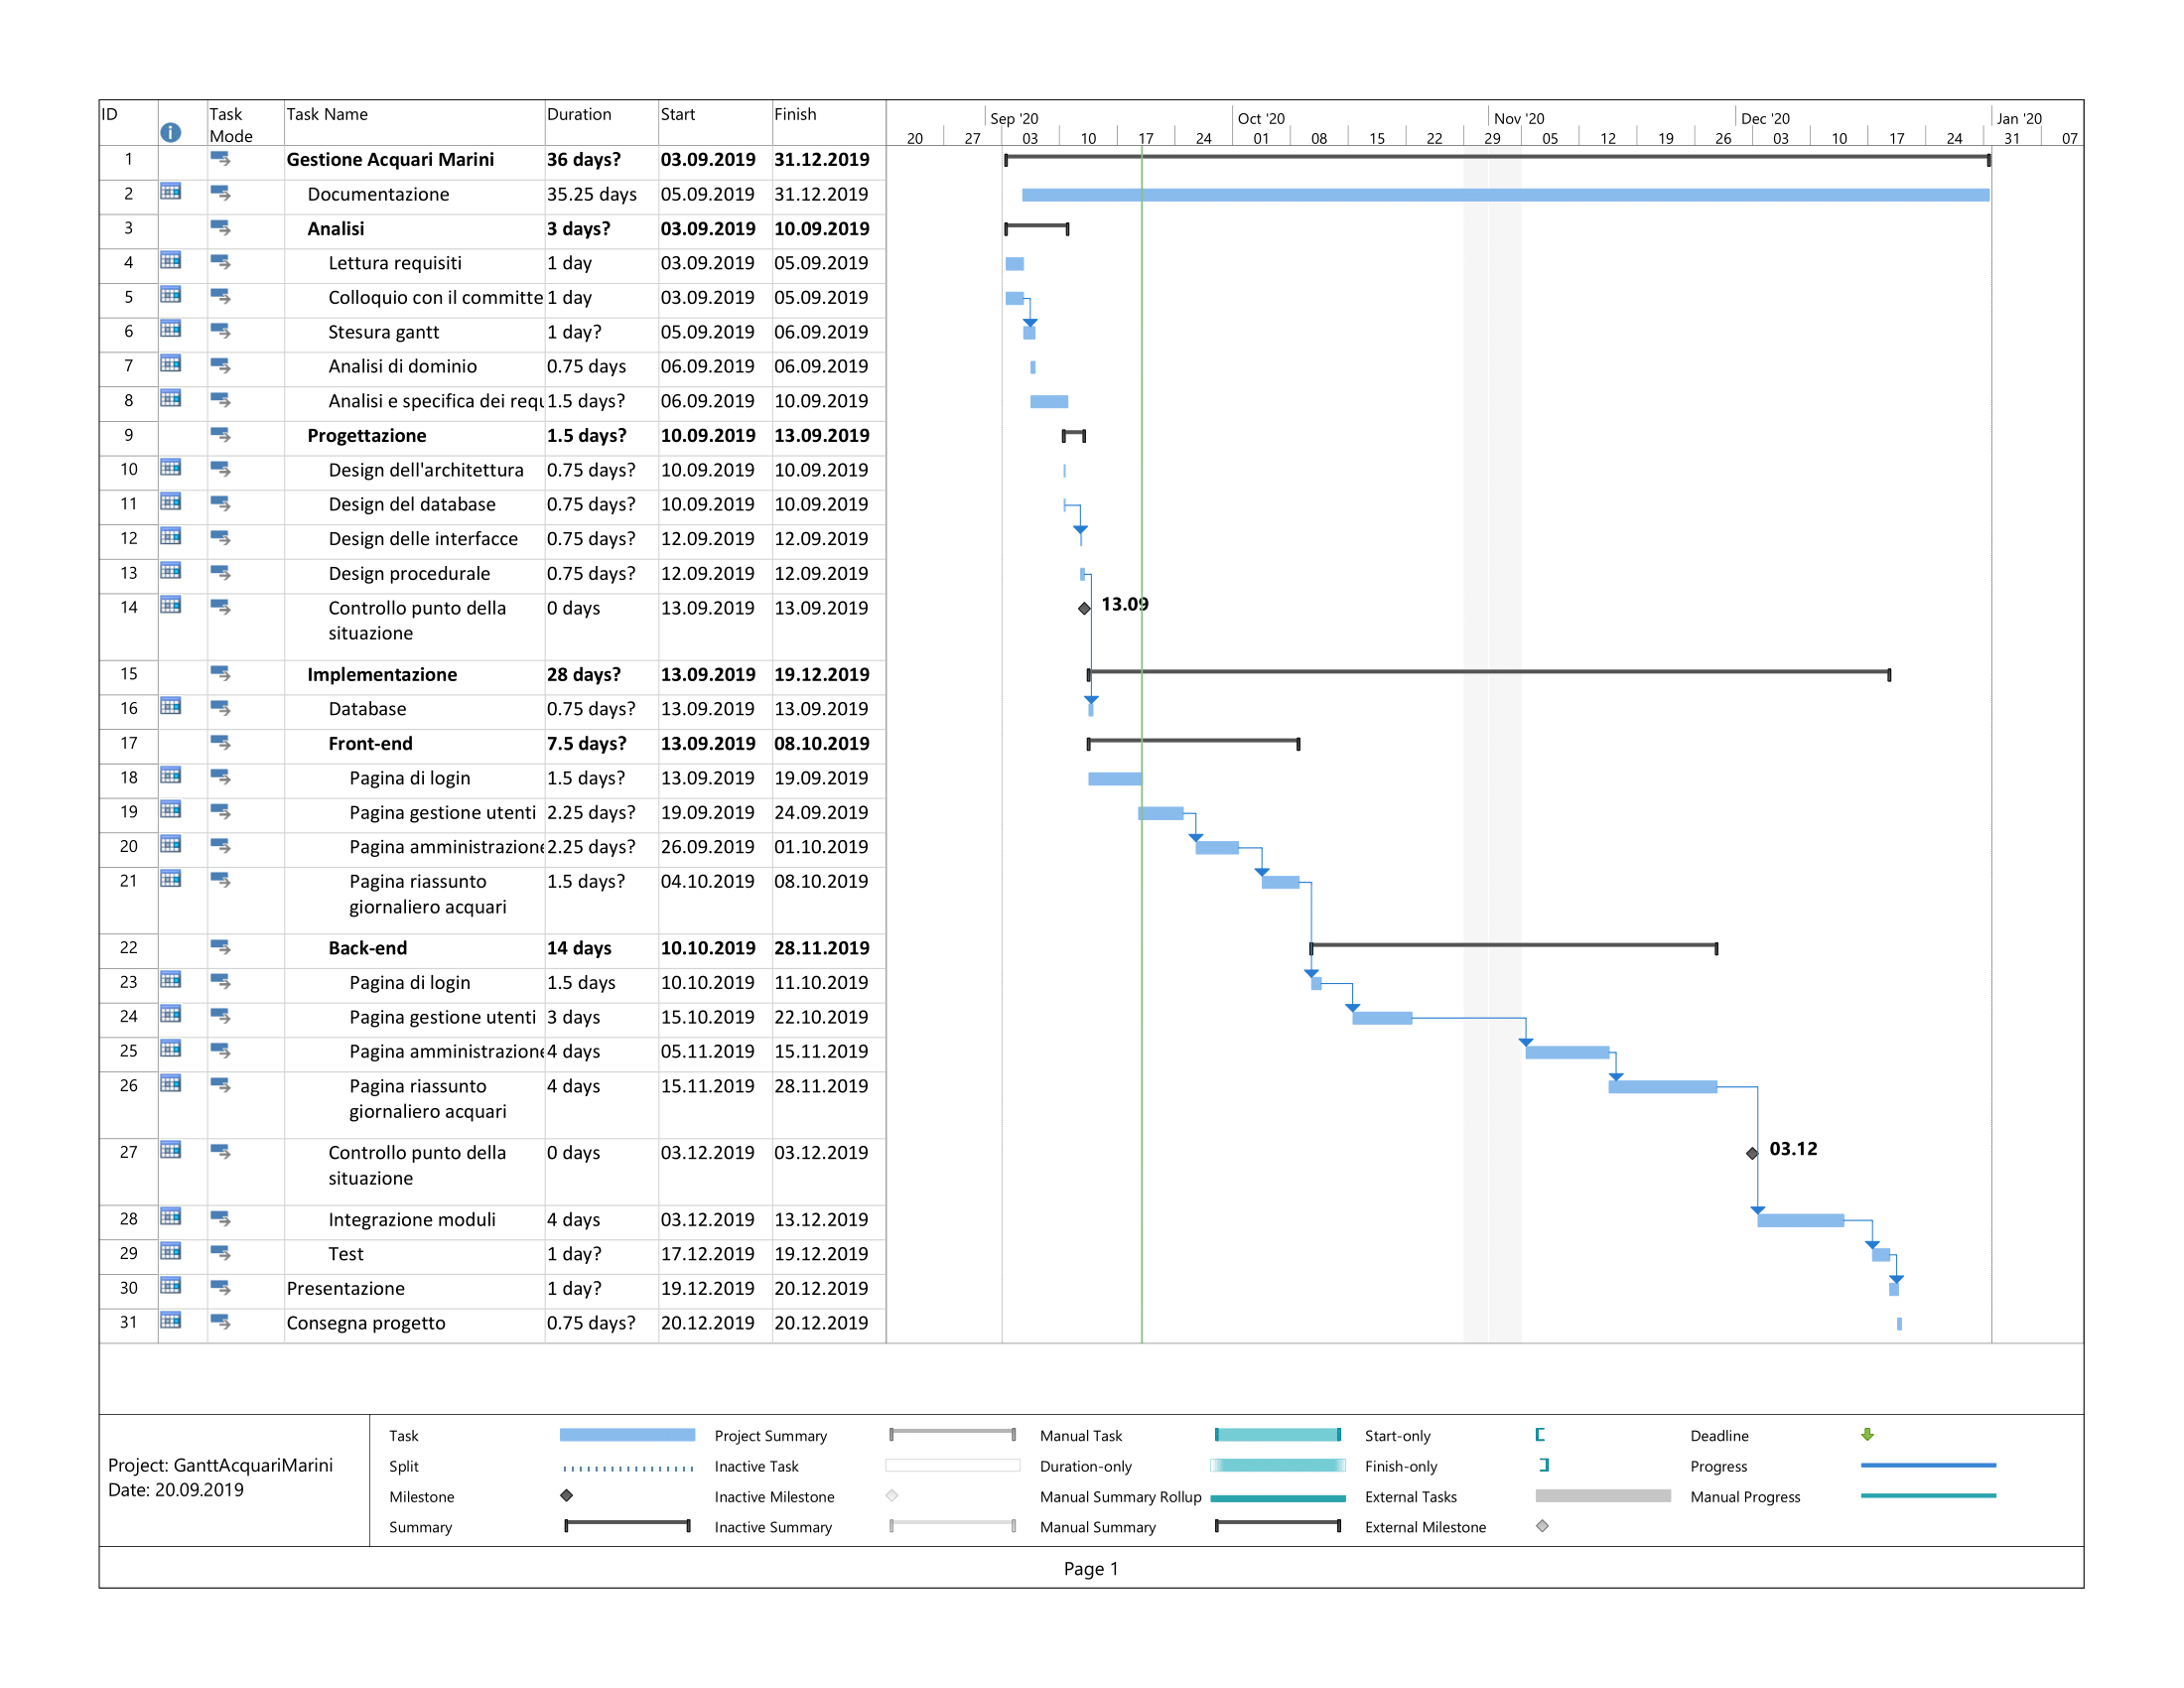 ID Task Mode Task Name Duration Start Finish
Sep '20 Oct '20 Nov '20 Dec '20 Jan '20
20 27 03 10 17 24 01 08 15 22 29 05 12 19 26 03 10 17 24 31 07
1 Gestione Acquari Marini 36 days? 03.09.2019 31.12.2019
2 Documentazione 35.25 days 05.09.2019 31.12.2019
3 Analisi 3 days? 03.09.2019 10.09.2019
4 Lettura requisiti 1 day 03.09.2019 05.09.2019
5 Colloquio con il committe 1 day 03.09.2019 05.09.2019
6 Stesura gantt 1 day? 05.09.2019 06.09.2019
7 Analisi di dominio 0.75 days 06.09.2019 06.09.2019
8 Analisi e specifica dei requ 1.5 days? 06.09.2019 10.09.2019
9 Progettazione 1.5 days? 10.09.2019 13.09.2019
10 Design dell'architettura 0.75 days? 10.09.2019 10.09.2019
11 Design del database 0.75 days? 10.09.2019 10.09.2019
12 Design delle interfacce 0.75 days? 12.09.2019 12.09.2019
13 Design procedurale 0.75 days? 12.09.2019 12.09.2019
14 Controllo punto della 0 days 13.09.2019 13.09.2019 13.09
situazione
15 Implementazione 28 days? 13.09.2019 19.12.2019
16 Database 0.75 days? 13.09.2019 13.09.2019
17 Front-end 7.5 days? 13.09.2019 08.10.2019
18 Pagina di login 1.5 days? 13.09.2019 19.09.2019
19 Pagina gestione utenti 2.25 days? 19.09.2019 24.09.2019
20 Pagina amministrazione 2.25 days? 26.09.2019 01.10.2019
21 Pagina riassunto 1.5 days? 04.10.2019 08.10.2019
giornaliero acquari
22 Back-end 14 days 10.10.2019 28.11.2019
23 Pagina di login 1.5 days 10.10.2019 11.10.2019
24 Pagina gestione utenti 3 days 15.10.2019 22.10.2019
25 Pagina amministrazione 4 days 05.11.2019 15.11.2019
26 Pagina riassunto 4 days 15.11.2019 28.11.2019
giornaliero acquari
27 Controllo punto della 0 days 03.12.2019 03.12.2019 03.12
situazione
28 Integrazione moduli 4 days 03.12.2019 13.12.2019
29 Test 1 day? 17.12.2019 19.12.2019
30 Presentazione 1 day? 19.12.2019 20.12.2019
31 Consegna progetto 0.75 days? 20.12.2019 20.12.2019
Project: GanttAcquariMarini
Date: 20.09.2019
Task Project Summary Manual Task Start-only Deadline
Split Inactive Task Duration-only Finish-only Progress
Milestone Inactive Milestone Manual Summary Rollup External Tasks Manual Progress
Summary Inactive Summary Manual Summary External Milestone
Page 1